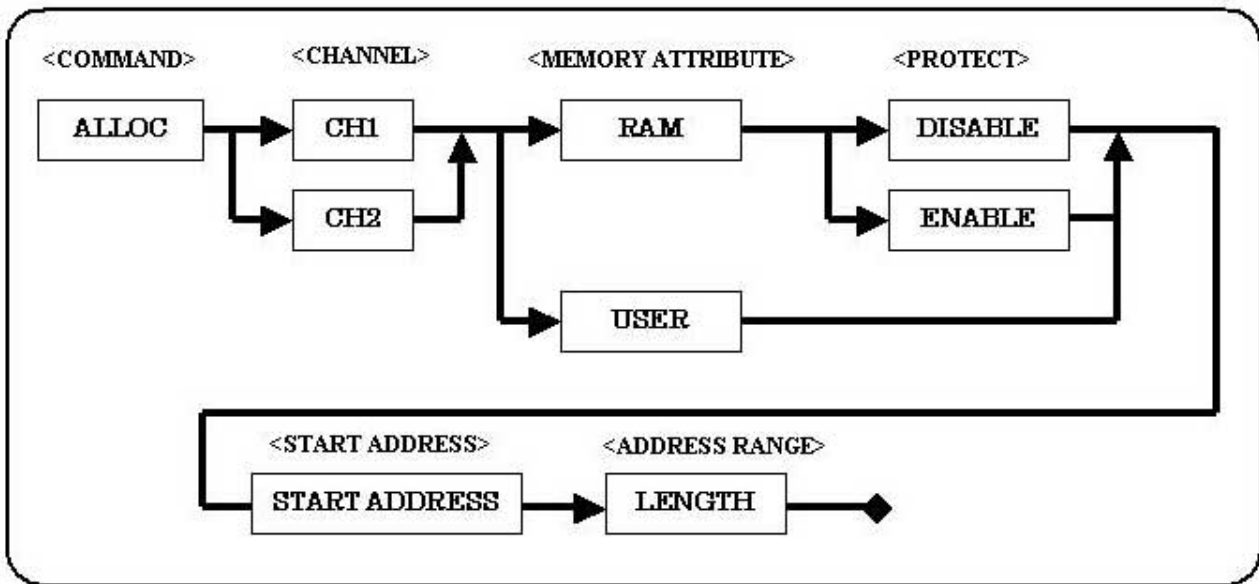 <COMMAND> <CHANNEL> <MEMORY ATTRIBUTE> <PROTECT>
ALLOC CH1 RAM DISABLE
CH2 ENABLE
USER
<START ADDRESS> <ADDRESS RANGE>
START ADDRESS LENGTH